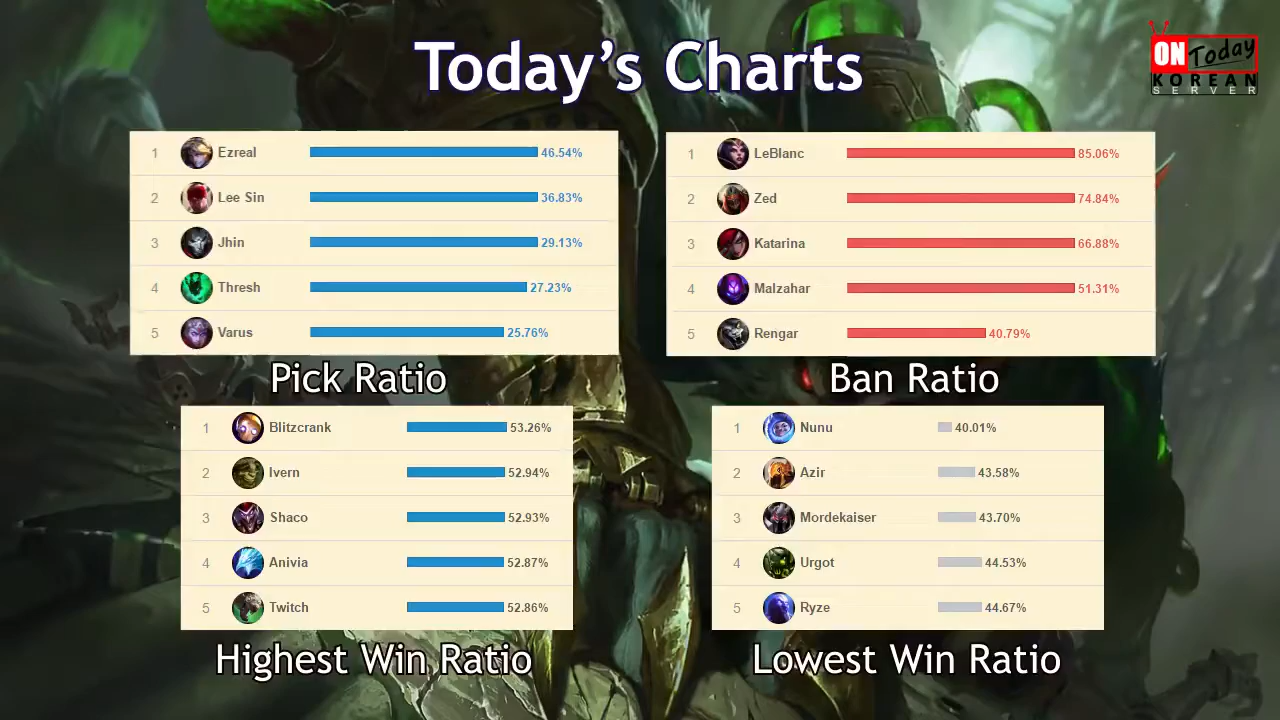 Today's Charts
ON Today
KOREAN
SERVER
1 Ezreal 46.54%
2 Lee Sin 36.83%
3 Jhin 29.13%
4 Thresh 27.23%
5 Varus 25.76%
Pick Ratio
1 LeBlanc 85.06%
2 Zed 74.84%
3 Katarina 66.88%
4 Malzahar 51.31%
5 Rengar 40.79%
Ban Ratio
1 Blitzcrank 53.26%
2 Ivern 52.94%
3 Shaco 52.93%
4 Anivia 52.87%
5 Twitch 52.86%
Highest Win Ratio
1 Nunu 40.01%
2 Azir 43.58%
3 Mordekaiser 43.70%
4 Urgot 44.53%
5 Ryze 44.67%
Lowest Win Ratio